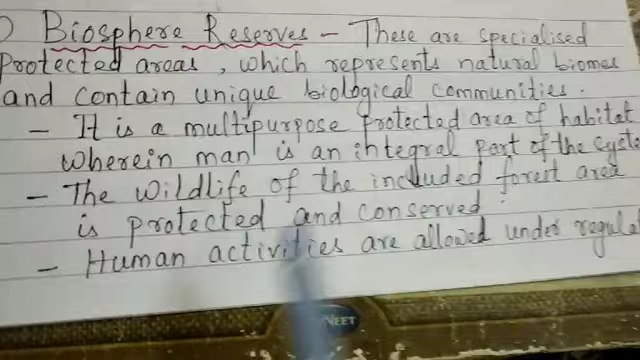 ) Biosphere Reserves - These are specialised
Protected areas, which represents natural biomes
and contain unique biological communities.
- It is a multipurpose protected area of habitat
wherein man is an integral part of the
- The wildlife of the included forest area
is protected and conserved.
- Human activities are allowed under
NEET